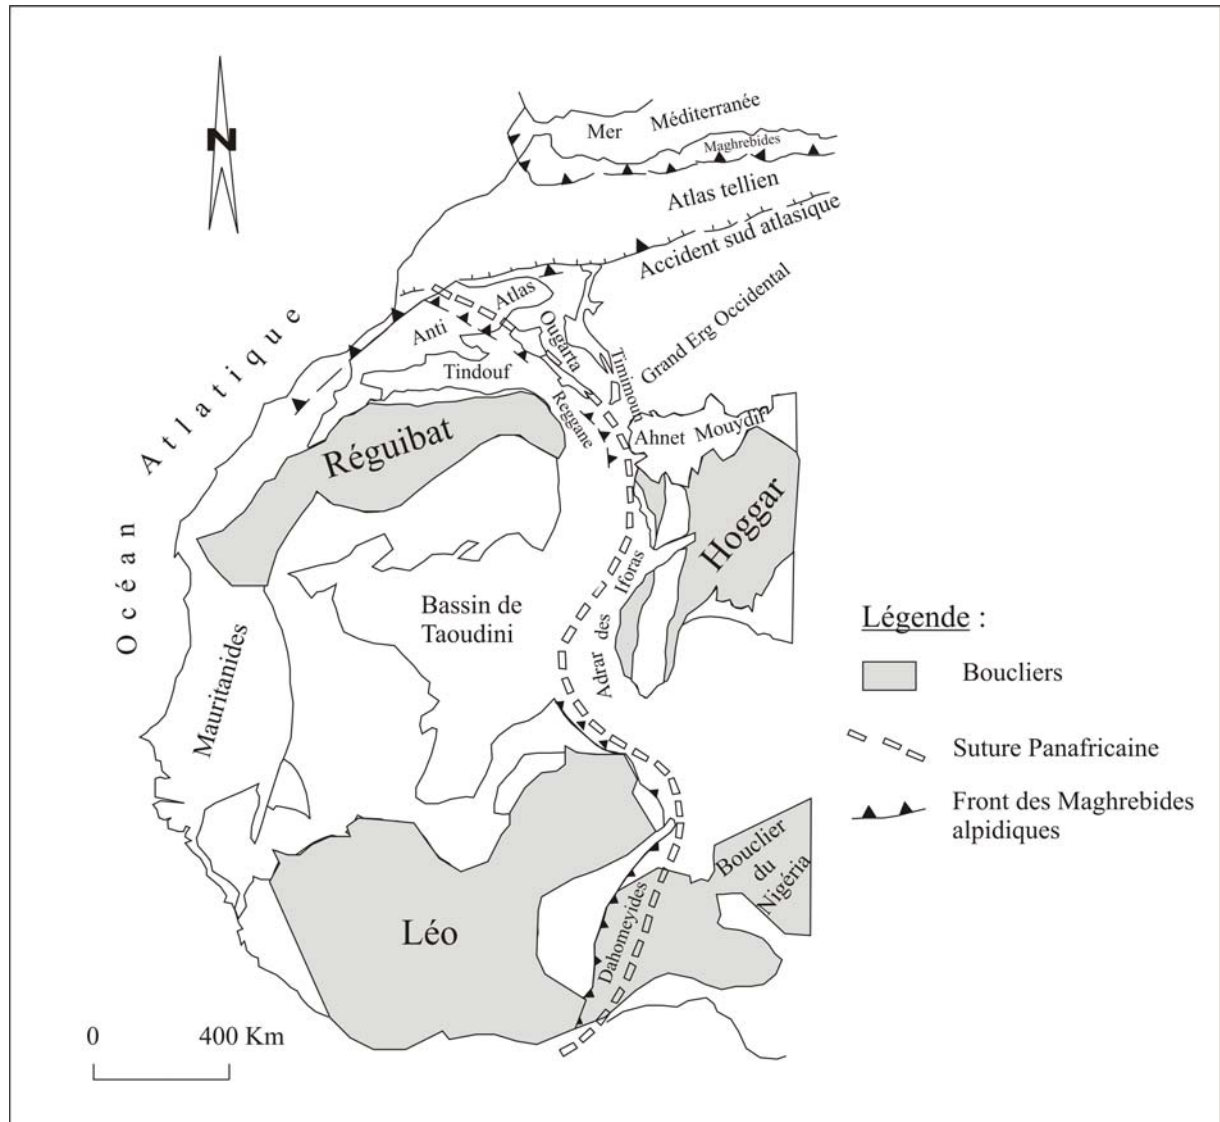 N
Mer Méditerranée
Maghrebides
Atlas tellien
Accident sud atlasique
Grand Erg Occidental
Océan Atlatique
Anti Atlas
Ougarta
Timimoun
Tindouf
Reggane
Ahnet Mouydir
Réguibat
Hoggar
Adrar des Iforas
Bassin de
Taoudini
Mauritanides
Léo
Dahomeyides
Bouclier
du
Nigéria
Légende :
Boucliers
Suture Panafricaine
Front des Maghrebides
alpidiques
0 400 Km